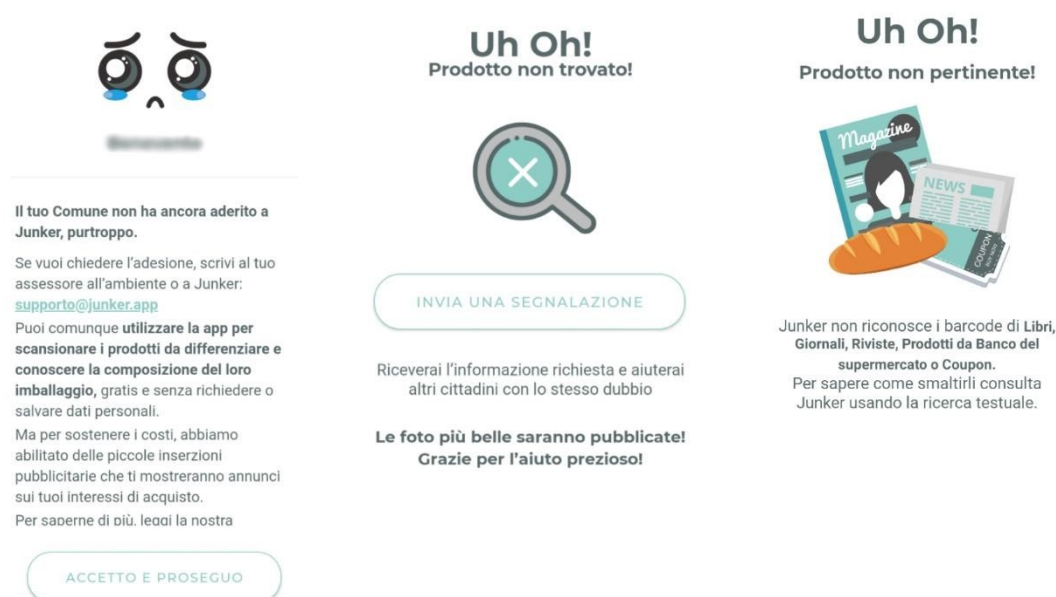 Il tuo Comune non ha ancora aderito a
Junker, purtroppo.
Se vuoi chiedere l'adesione, scrivi al tuo
assessore all'ambiente o a Junker:
supporto@junker.app
Puoi comunque utilizzare la app per
scansionare i prodotti da differenziare e
conoscere la composizione del loro
imballaggio, gratis e senza richiedere o
salvare dati personali.
Ma per sostenere i costi, abbiamo
abilitato delle piccole inserzioni
pubblicitarie che ti mostreranno annunci
sui tuoi interessi di acquisto.
Per saperne di più, leggi la nostra
ACCETTO E PROSEGUO
Uh Oh!
Prodotto non trovato!
INVIA UNA SEGNALAZIONE
Riceverai l'informazione richiesta e aiuterai
altri cittadini con lo stesso dubbio
Le foto più belle saranno pubblicate!
Grazie per l'aiuto prezioso!
Uh Oh!
Prodotto non pertinente!
Magazine
NEWS
COUPON
Junker non riconosce i barcode di Libri,
Giornali, Riviste, Prodotti da Banco del
supermercato o Coupon.
Per sapere come smaltirli consulta
Junker usando la ricerca testuale.